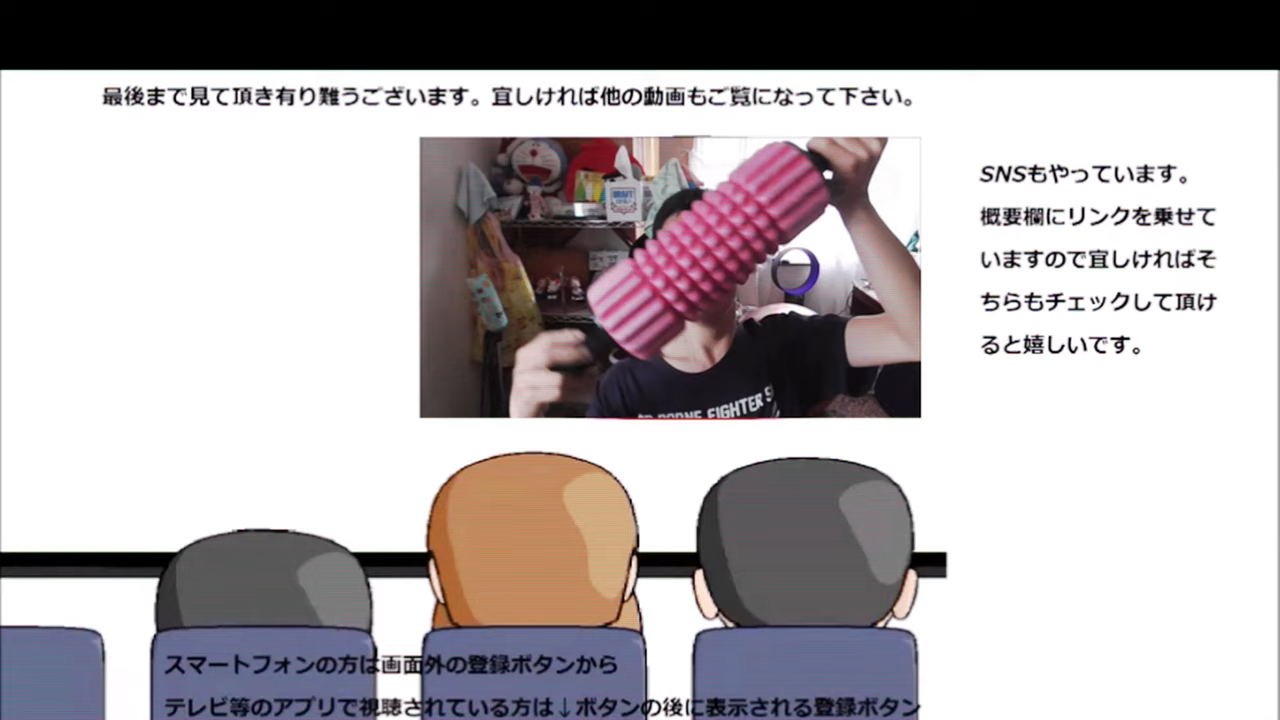 最後まで見て頂き有り難うございます。宜しければ他の動画もご覧になって下さい。
SNSもやっています。
概要欄にリンクを乗せて
いますので宜しければそ
ちらもチェックして頂け
ると嬉しいです。
FIGHTER
スマートフォンの方は画面外の登録ボタンから
テレビ等のアプリで視聴されている方は↓ボタンの後に表示される登録ボタン